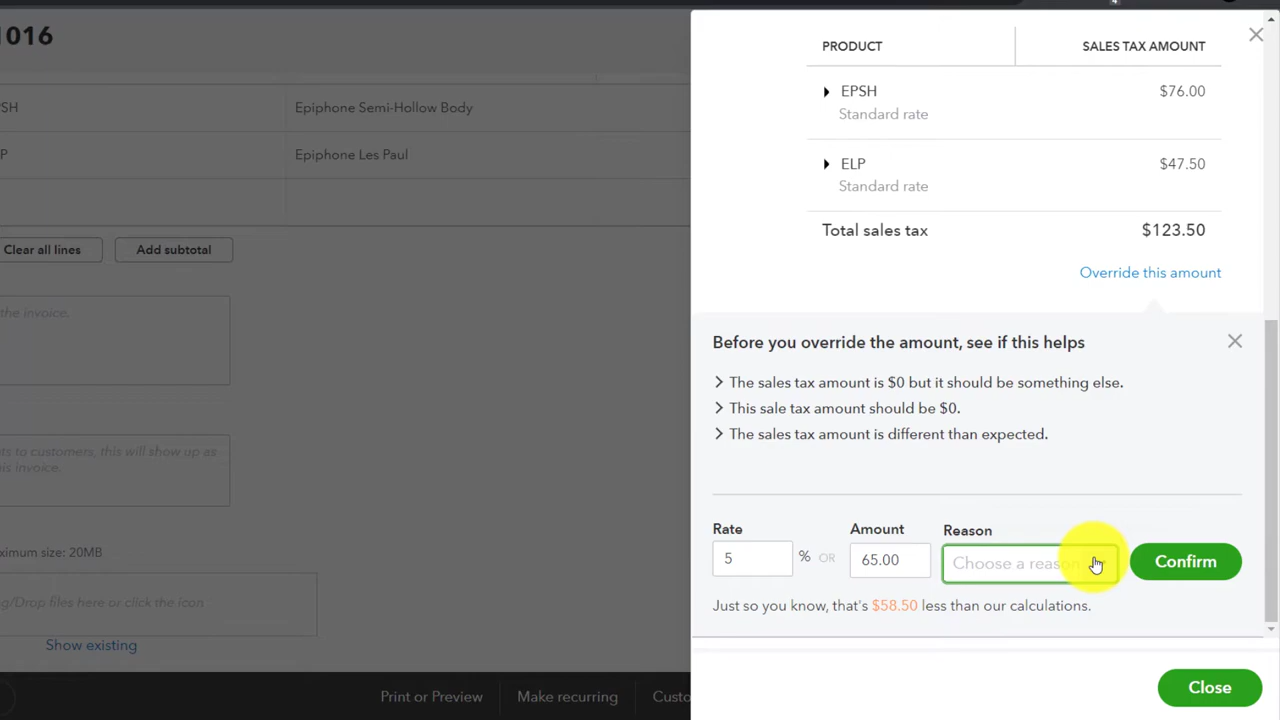 1016
PRODUCT SALES TAX AMOUNT
SH Epiphone Semi-Hollow Body
EPSH $76.00
Standard rate
P Epiphone Les Paul
ELP $47.50
Standard rate
Total sales tax $123.50
Clear all lines Add subtotal
Override this amount
the invoice.
Before you override the amount, see if this helps
The sales tax amount is $0 but it should be something else.
This sale tax amount should be $0.
The sales tax amount is different than expected.
ts to customers, this will show up as
his invoice.
Rate Amount Reason
5 % OR 65.00 Choose a reason Confirm
Just so you know, that's $58.50 less than our calculations.
ximum size: 20MB
g/Drop files here or click the icon
Show existing
Print or Preview Make recurring Custo
Close